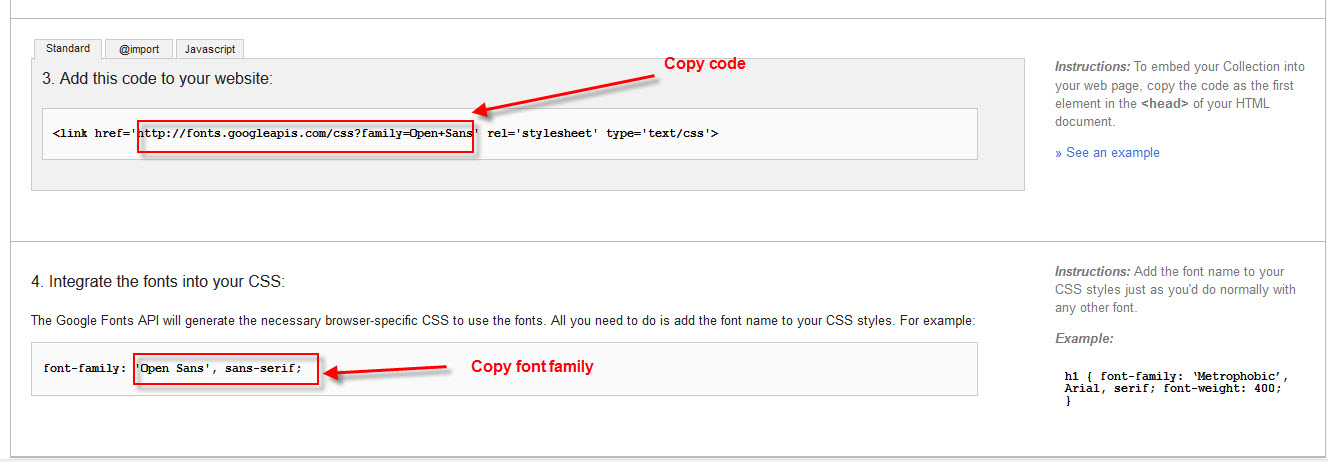 Standard
@import
Javascript
Copy code
3. Add this code to your website:
<link href='http://fonts.googleapis.com/css?family=Open+Sans' rel='stylesheet' type='text/css'>
Instructions: To embed your Collection into
your web page, copy the code as the first
element in the <head> of your HTML
document.
» See an example
4. Integrate the fonts into your CSS:
The Google Fonts API will generate the necessary browser-specific CSS to use the fonts. All you need to do is add the font name to your CSS styles. For example:
font-family: 'Open Sans', sans-serif;
Copy font family
Instructions: Add the font name to your
CSS styles just as you'd do normally with
any other font.
Example:
h1 { font-family: ‘Metrophobic’,
Arial, serif; font-weight: 400;
}